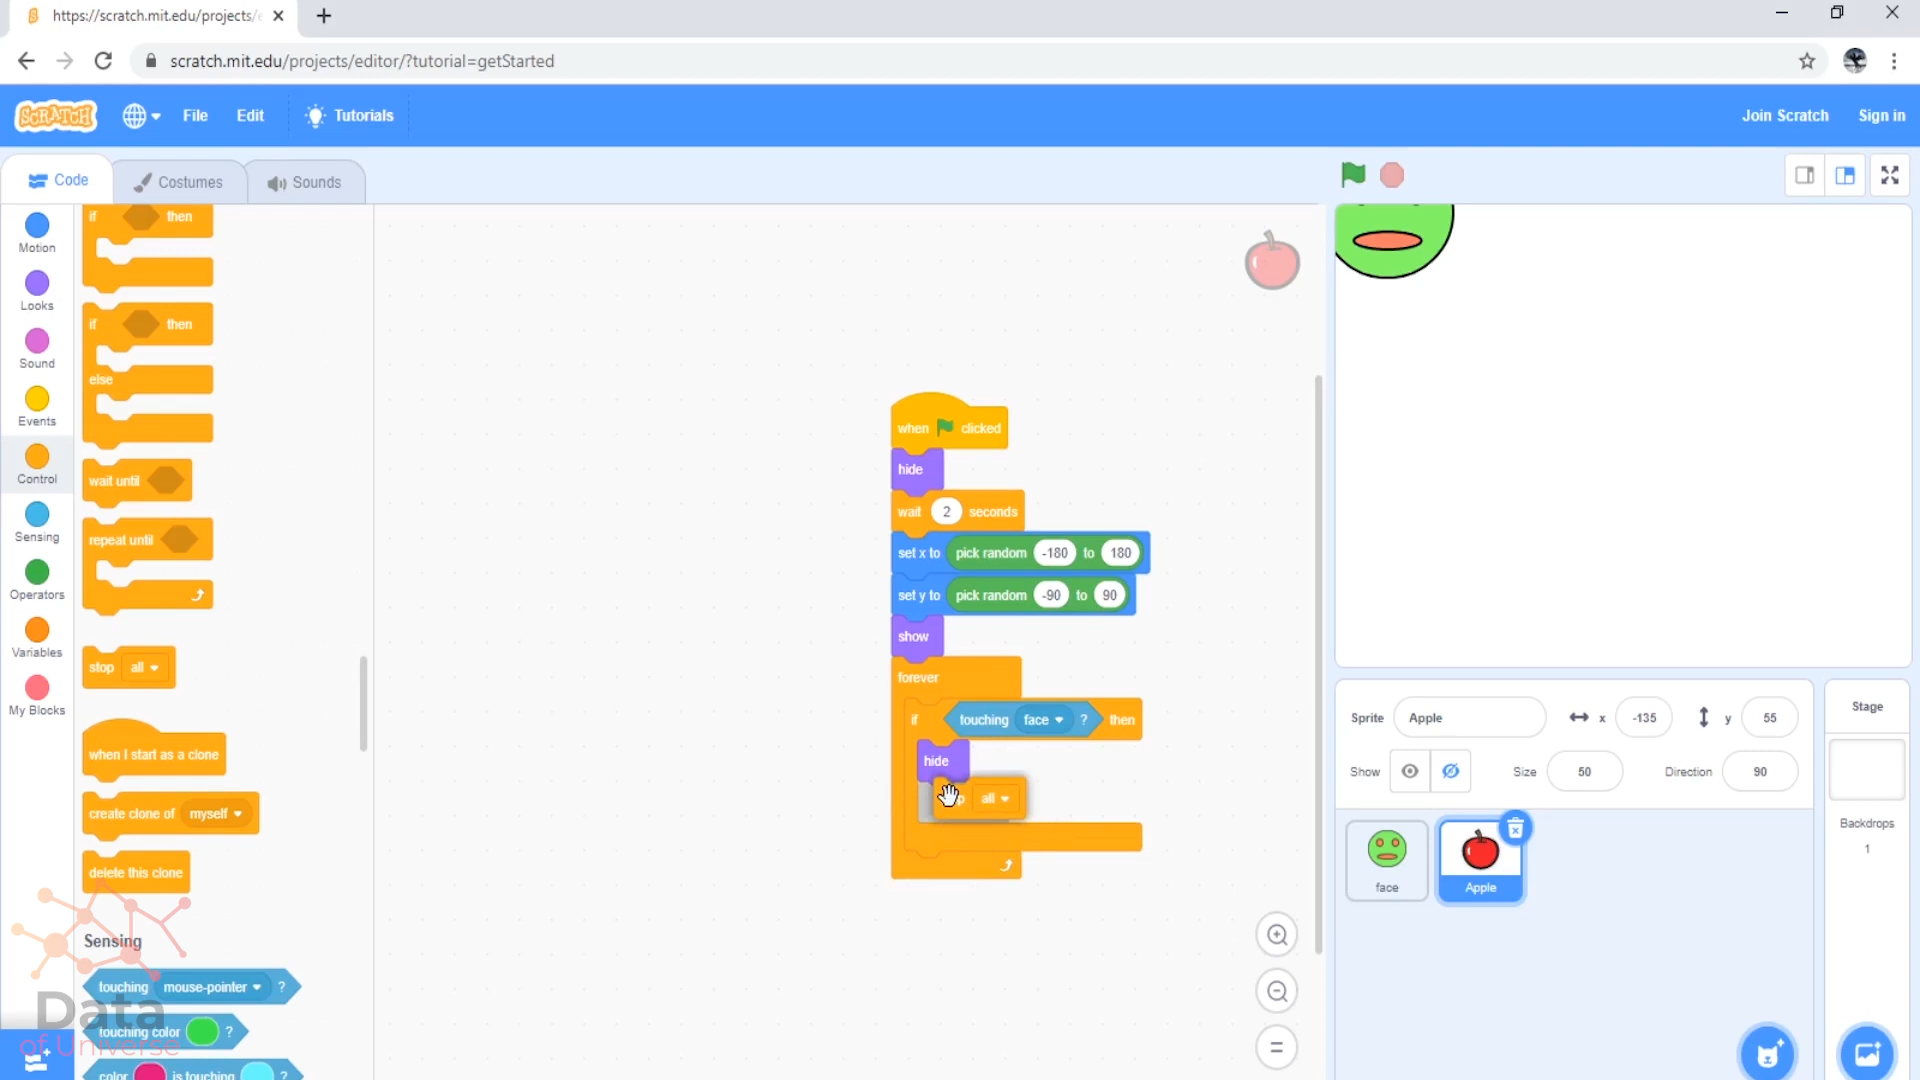 https://scratch.mit.edu/projects/e
scratch.mit.edu/projects/editor/?tutorial=getStarted
SCRATCH
File
Edit
Tutorials
Join Scratch
Sign in
Code
Costumes
Sounds
Motion
Looks
Sound
Events
Control
Sensing
Operators
Variables
My Blocks
if then
if then
else
wait until
repeat until
stop all
when I start as a clone
create clone of myself
delete this clone
Sensing
touching mouse-pointer ?
touching color ?
color is touching ?
Data
of Universe
when clicked
hide
wait 2 seconds
set x to pick random -180 to 180
set y to pick random -90 to 90
show
forever
if touching face ? then
hide
all
Sprite Apple x -135 y 55
Show Size 50 Direction 90
face
Apple
Stage
Backdrops
1